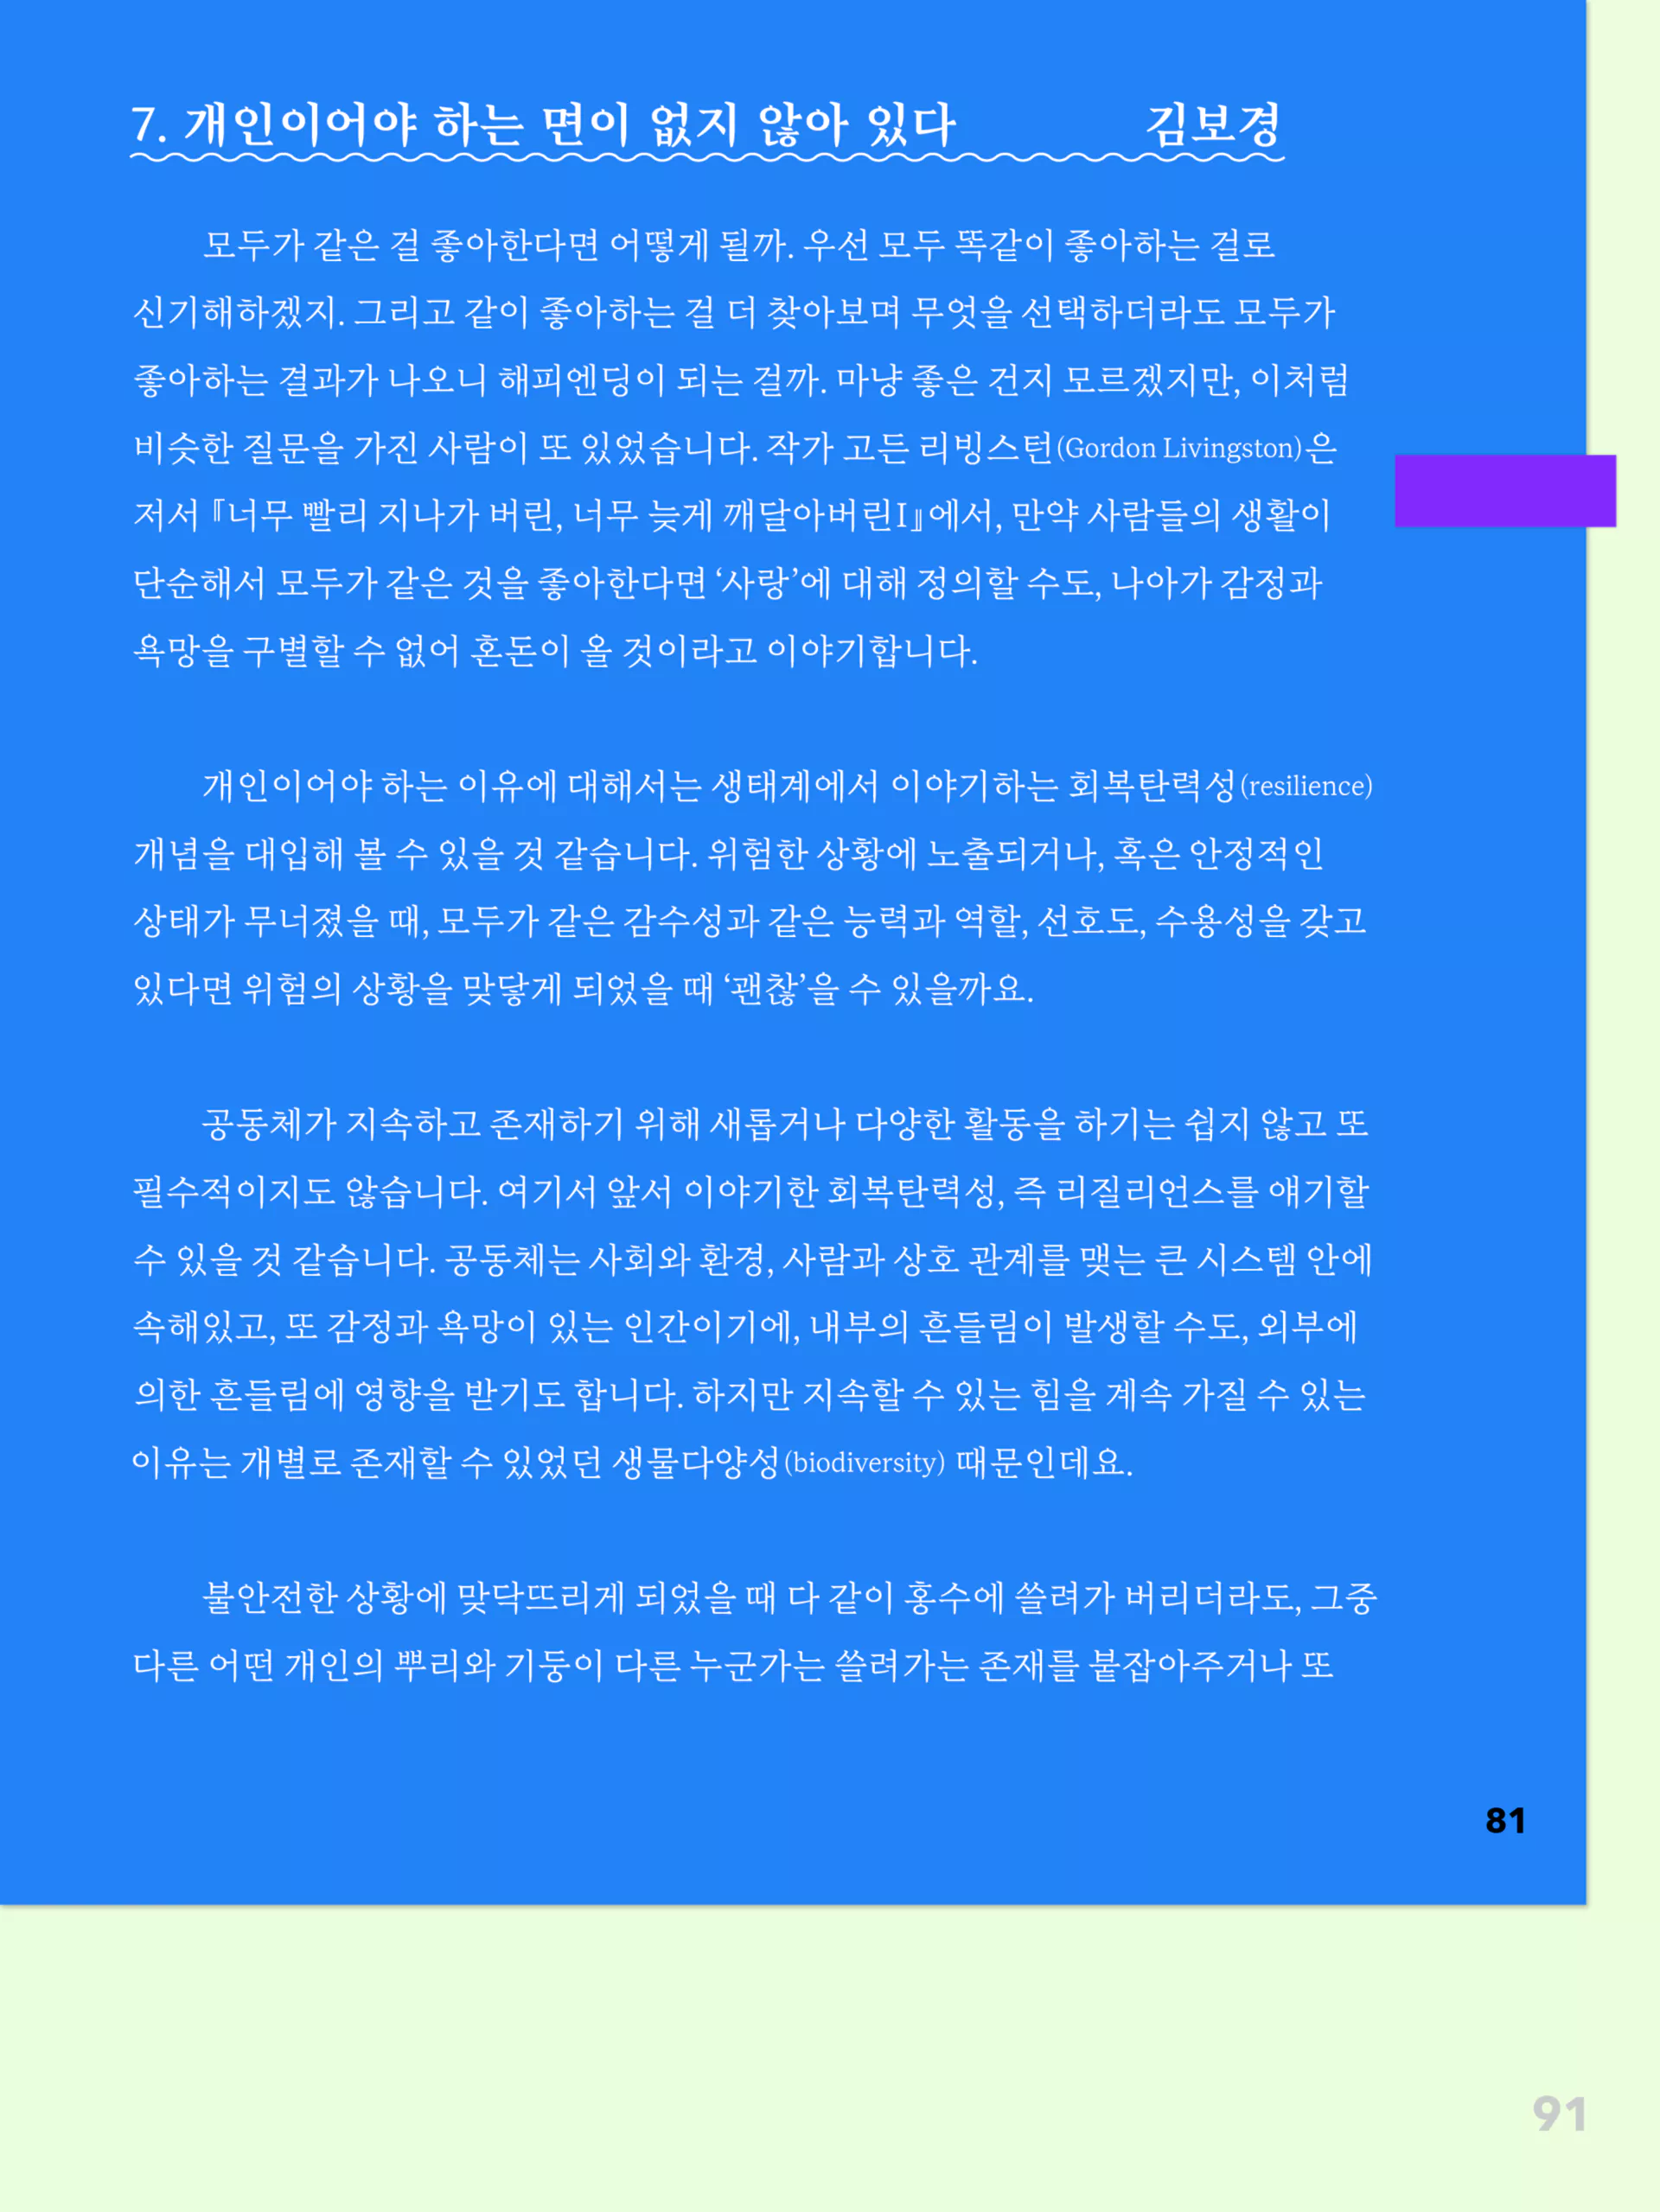 7. 개인이어야 하는 면이 없지 않아 있다 김보경
모두가 같은 걸 좋아한다면 어떻게 될까. 우선 모두 똑같이 좋아하는 걸로
신기해하겠지. 그리고 같이 좋아하는 걸 더 찾아보며 무엇을 선택하더라도 모두가
좋아하는 결과가 나오니 해피엔딩이 되는 걸까. 마냥 좋은 건지 모르겠지만, 이처럼
비슷한 질문을 가진 사람이 또 있었습니다. 작가 고든 리빙스턴(Gordon Livingston)은
저서 『너무 빨리 지나가 버린, 너무 늦게 깨달아버린I』에서, 만약 사람들의 생활이
단순해서 모두가 같은 것을 좋아한다면 ‘사랑’에 대해 정의할 수도, 나아가 감정과
욕망을 구별할 수 없어 혼돈이 올 것이라고 이야기합니다.
개인이어야 하는 이유에 대해서는 생태계에서 이야기하는 회복탄력성(resilience)
개념을 대입해 볼 수 있을 것 같습니다. 위험한 상황에 노출되거나, 혹은 안정적인
상태가 무너졌을 때, 모두가 같은 감수성과 같은 능력과 역할, 선호도, 수용성을 갖고
있다면 위험의 상황을 맞닿게 되었을 때 ‘괜찮’을 수 있을까요.
공동체가 지속하고 존재하기 위해 새롭거나 다양한 활동을 하기는 쉽지 않고 또
필수적이지도 않습니다. 여기서 앞서 이야기한 회복탄력성, 즉 리질리언스를 얘기할
수 있을 것 같습니다. 공동체는 사회와 환경, 사람과 상호 관계를 맺는 큰 시스템 안에
속해있고, 또 감정과 욕망이 있는 인간이기에, 내부의 흔들림이 발생할 수도, 외부에
의한 흔들림에 영향을 받기도 합니다. 하지만 지속할 수 있는 힘을 계속 가질 수 있는
이유는 개별로 존재할 수 있었던 생물다양성(biodiversity) 때문인데요.
불안전한 상황에 맞닥뜨리게 되었을 때 다 같이 홍수에 쓸려가 버리더라도, 그중
다른 어떤 개인의 뿌리와 기둥이 다른 누군가는 쓸려가는 존재를 붙잡아주거나 또
81
91